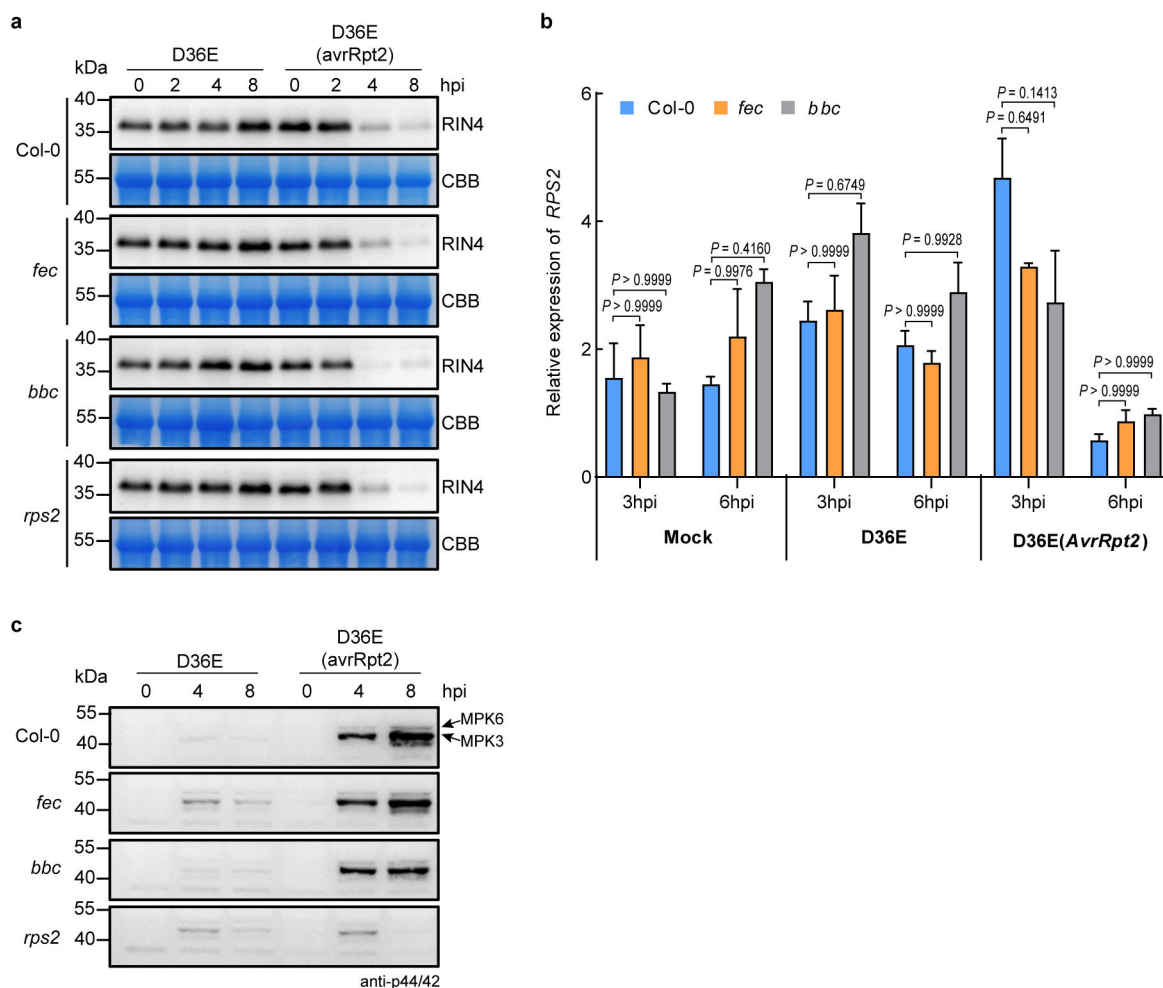 a
D36E
D36E
(avrRpt2)
kDa
0 2 4 8 0 2 4 8 hpi
Col-0
40
35
RIN4
55
CBB
fec
40
35
RIN4
55
CBB
bbc
40
35
RIN4
55
CBB
rps2
40
35
RIN4
55
CBB
b
Relative expression of RPS2
6
4
2
0
Col-0 fec bbc
P > 0.9999
P > 0.9999
P = 0.4160
P = 0.9976
P = 0.6749
P > 0.9999
P = 0.9928
P > 0.9999
P = 0.1413
P = 0.6491
P > 0.9999
P > 0.9999
3hpi 6hpi 3hpi 6hpi 3hpi 6hpi
Mock D36E D36E(AvrRpt2)
c
D36E
D36E
(avrRpt2)
kDa
0 4 8 0 4 8 hpi
Col-0
55
40
MPK6
MPK3
fec
55
40
bbc
55
40
rps2
55
40
anti-p44/42